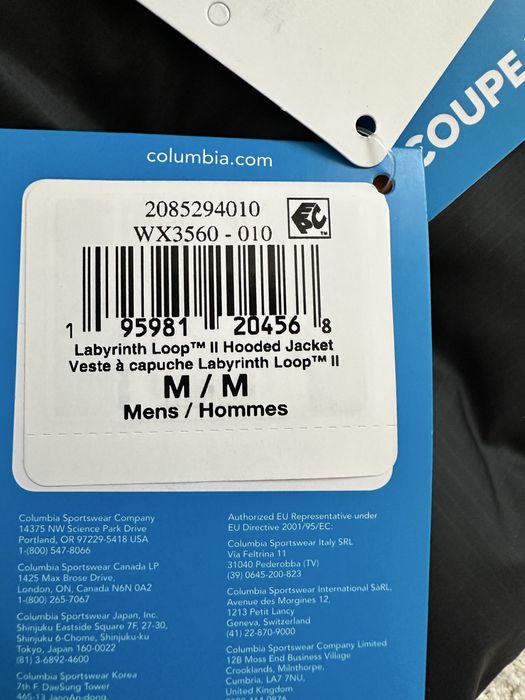 COUPE
columbia.com
2085294010
WX3560 - 010
EPC™
1 95981 20456 8
Labyrinth Loop™ II Hooded Jacket
Veste à capuche Labyrinth Loop™ II
M / M
Mens / Hommes
Columbia Sportswear Company
14375 NW Science Park Drive
Portland, OR 97229-5418 USA
1-(800) 547-8066
Columbia Sportswear Canada LP
1425 Max Brose Drive,
London, ON, Canada N6N 0A2
1-(800) 265-7067
Columbia Sportswear Japan, Inc.
Shinjuku Eastside Square 7F, 27-30,
Shinjuku 6-Chome, Shinjuku-ku
Tokyo, Japan 160-0022
(81) 3-6892-4600
Columbia Sportswear Korea
7th F. DaeSung Tower
465-13 JangAn-dong,
Authorized EU Representative under
EU Directive 2001/95/EC:
Columbia Sportswear Italy SRL
Via Feltrina 11
31040 Pederobba (TV)
(39) 0645-200-823
Columbia Sportswear International SàRL,
Avenue des Morgines 12,
1213 Petit Lancy
Geneva, Switzerland
(41) 22-870-9000
Columbia Sportswear Company Limited
12B Moss End Business Village
Crooklands, Milnthorpe,
Cumbria, LA7 7NU,
United Kingdom